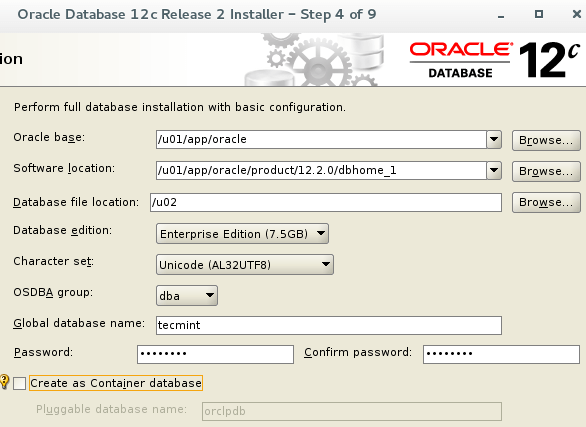 Oracle Database 12c Release 2 Installer – Step 4 of 9
ion
ORACLE® 12c
DATABASE
Perform full database installation with basic configuration.
Oracle base: /u01/app/oracle Browse...
Software location: /u01/app/oracle/product/12.2.0/dbhome_1 Browse...
Database file location: /u02 Browse...
Database edition: Enterprise Edition (7.5GB)
Character set: Unicode (AL32UTF8)
OSDBA group: dba
Global database name: tecmint
Password: •••••••• Confirm password: ••••••••
Create as Container database
Pluggable database name: orclpdb